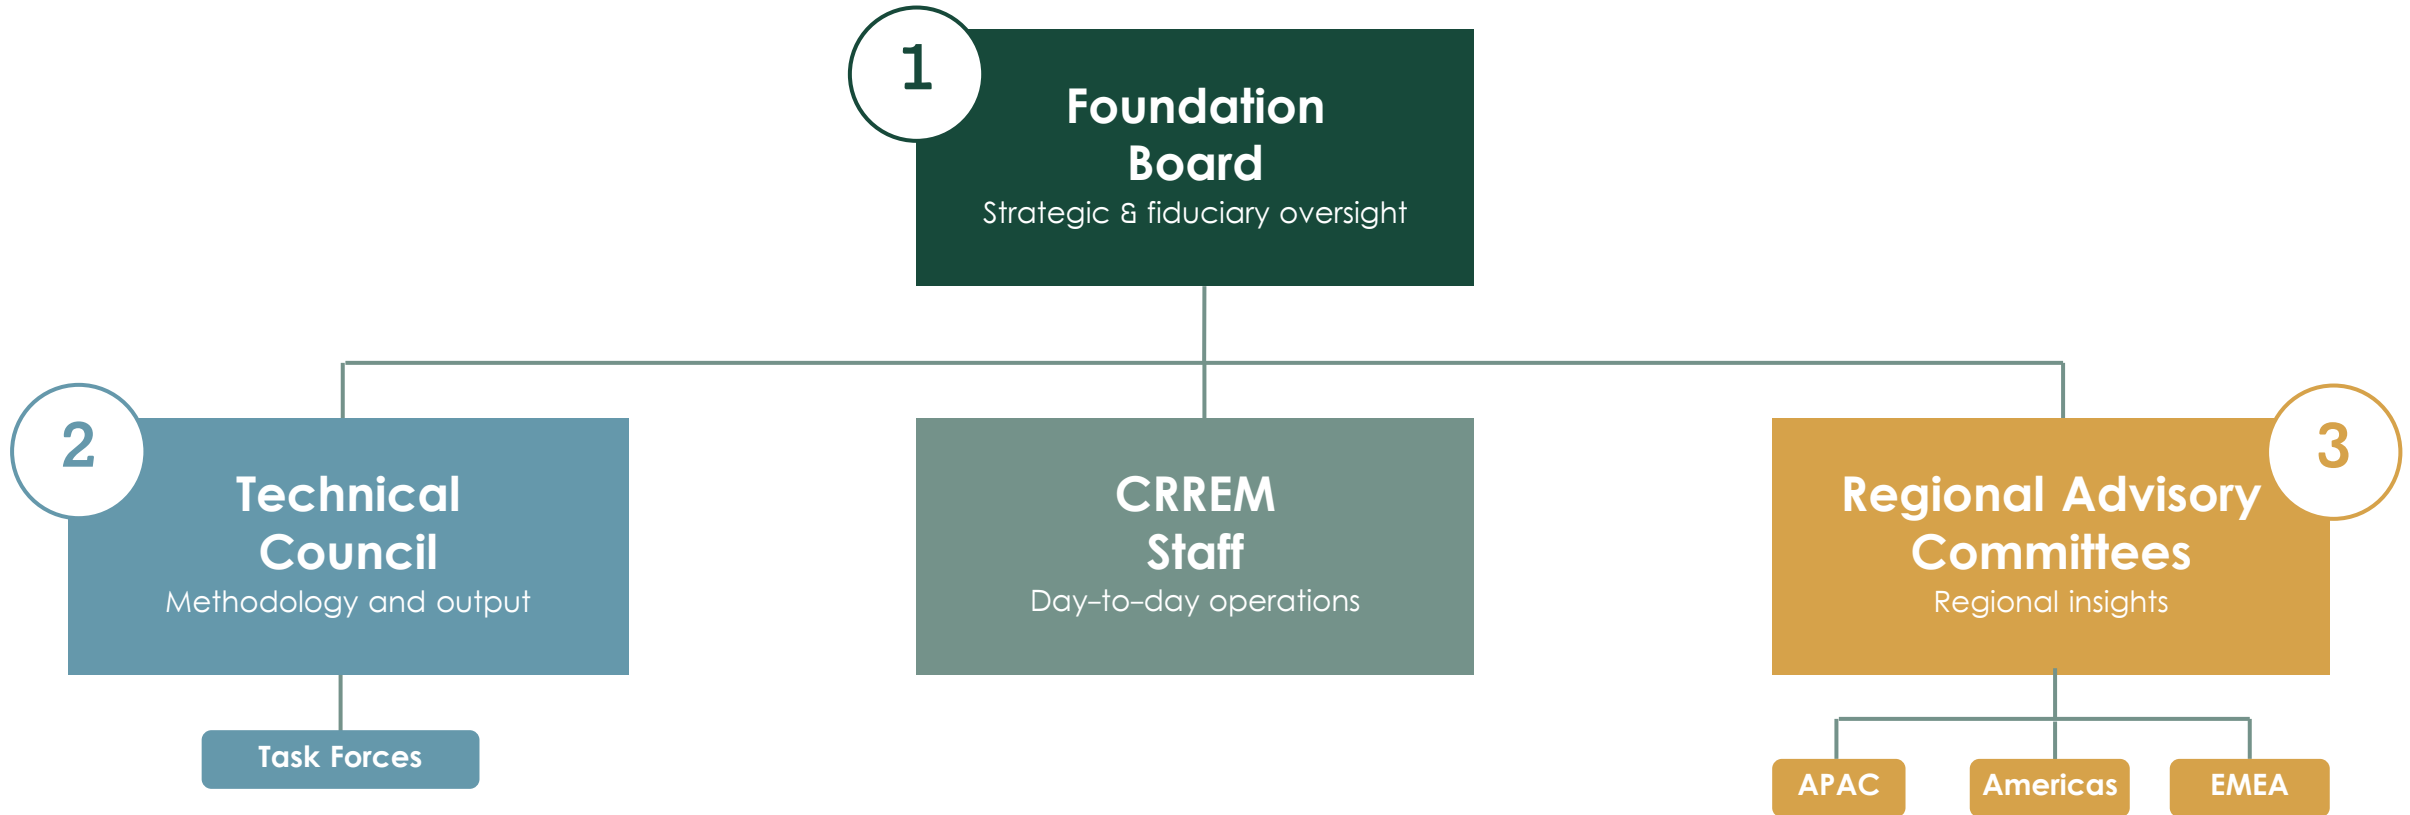 1
Foundation
Board
Strategic & fiduciary oversight
2
Technical
Council
Methodology and output
Task Forces
CRREM
Staff
Day-to-day operations
3
Regional Advisory
Committees
Regional insights
APAC
Americas
EMEA